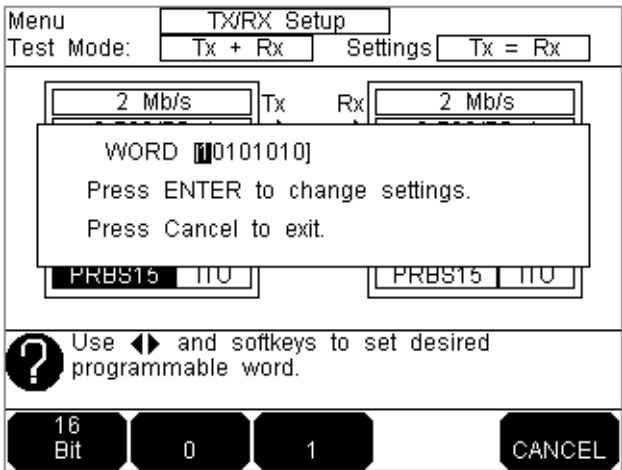 Menu TX/RX Setup
Test Mode: Tx + Rx Settings Tx = Rx
2 Mb/s Tx Rx 2 Mb/s
WORD [10101010]
Press ENTER to change settings.
Press Cancel to exit.
PRBS15 ITU PRBS15 ITU
Use ◀▶ and softkeys to set desired
programmable word.
16
Bit 0 1 CANCEL